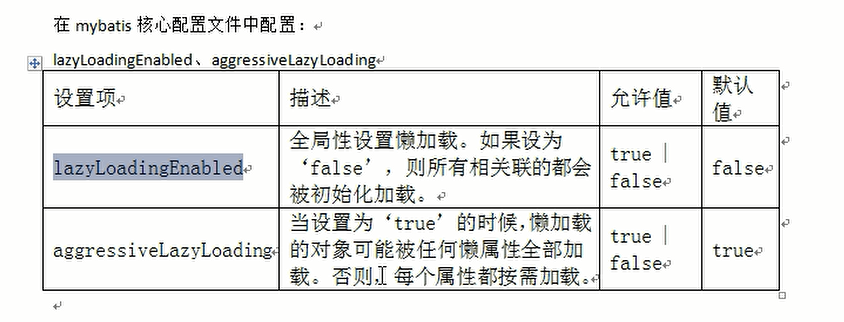 在 mybatis 核心配置文件中配置：
lazyLoadingEnabled、aggressiveLazyLoading
设置项 描述 允许值 默认
值
lazyLoadingEnabled 全局性设置懒加载。如果设为
‘false’，则所有相关联的都会
被初始化加载。 true |
false false
aggressiveLazyLoading 当设置为‘true’的时候，懒加载
的对象可能被任何懒属性全部加
载。否则，每个属性都按需加载。 true |
false true